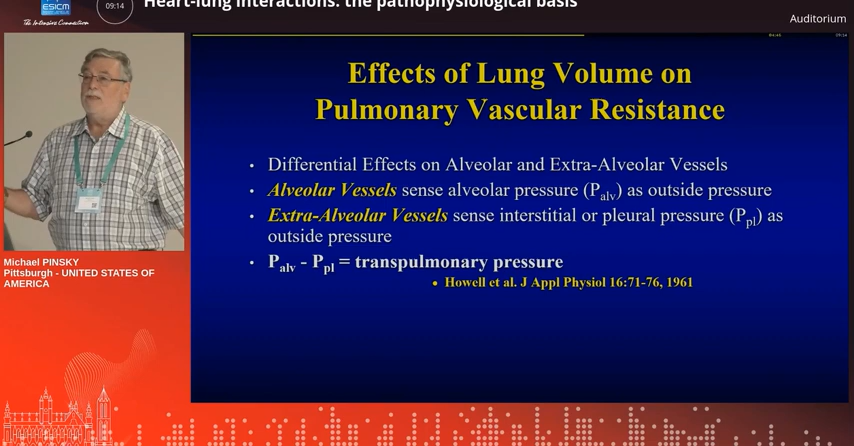 ESICM
The Intensive Connection
09:14
Heart-lung interactions: the pathophysiological basis
Auditorium
Effects of Lung Volume on
Pulmonary Vascular Resistance
• Differential Effects on Alveolar and Extra-Alveolar Vessels
• Alveolar Vessels sense alveolar pressure (Palv) as outside pressure
• Extra-Alveolar Vessels sense interstitial or pleural pressure (Ppl) as
outside pressure
• Palv - Ppl = transpulmonary pressure
• Howell et al. J Appl Physiol 16:71-76, 1961
Michael PINSKY
Pittsburgh - UNITED STATES OF
AMERICA